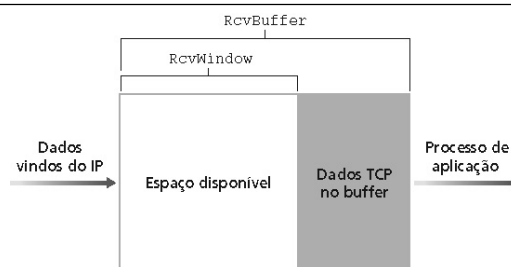 RcvBuffer
RcvWindow
Dados
vindos do IP
Espaço disponível
Dados TCP
no buffer
Processo de
aplicação